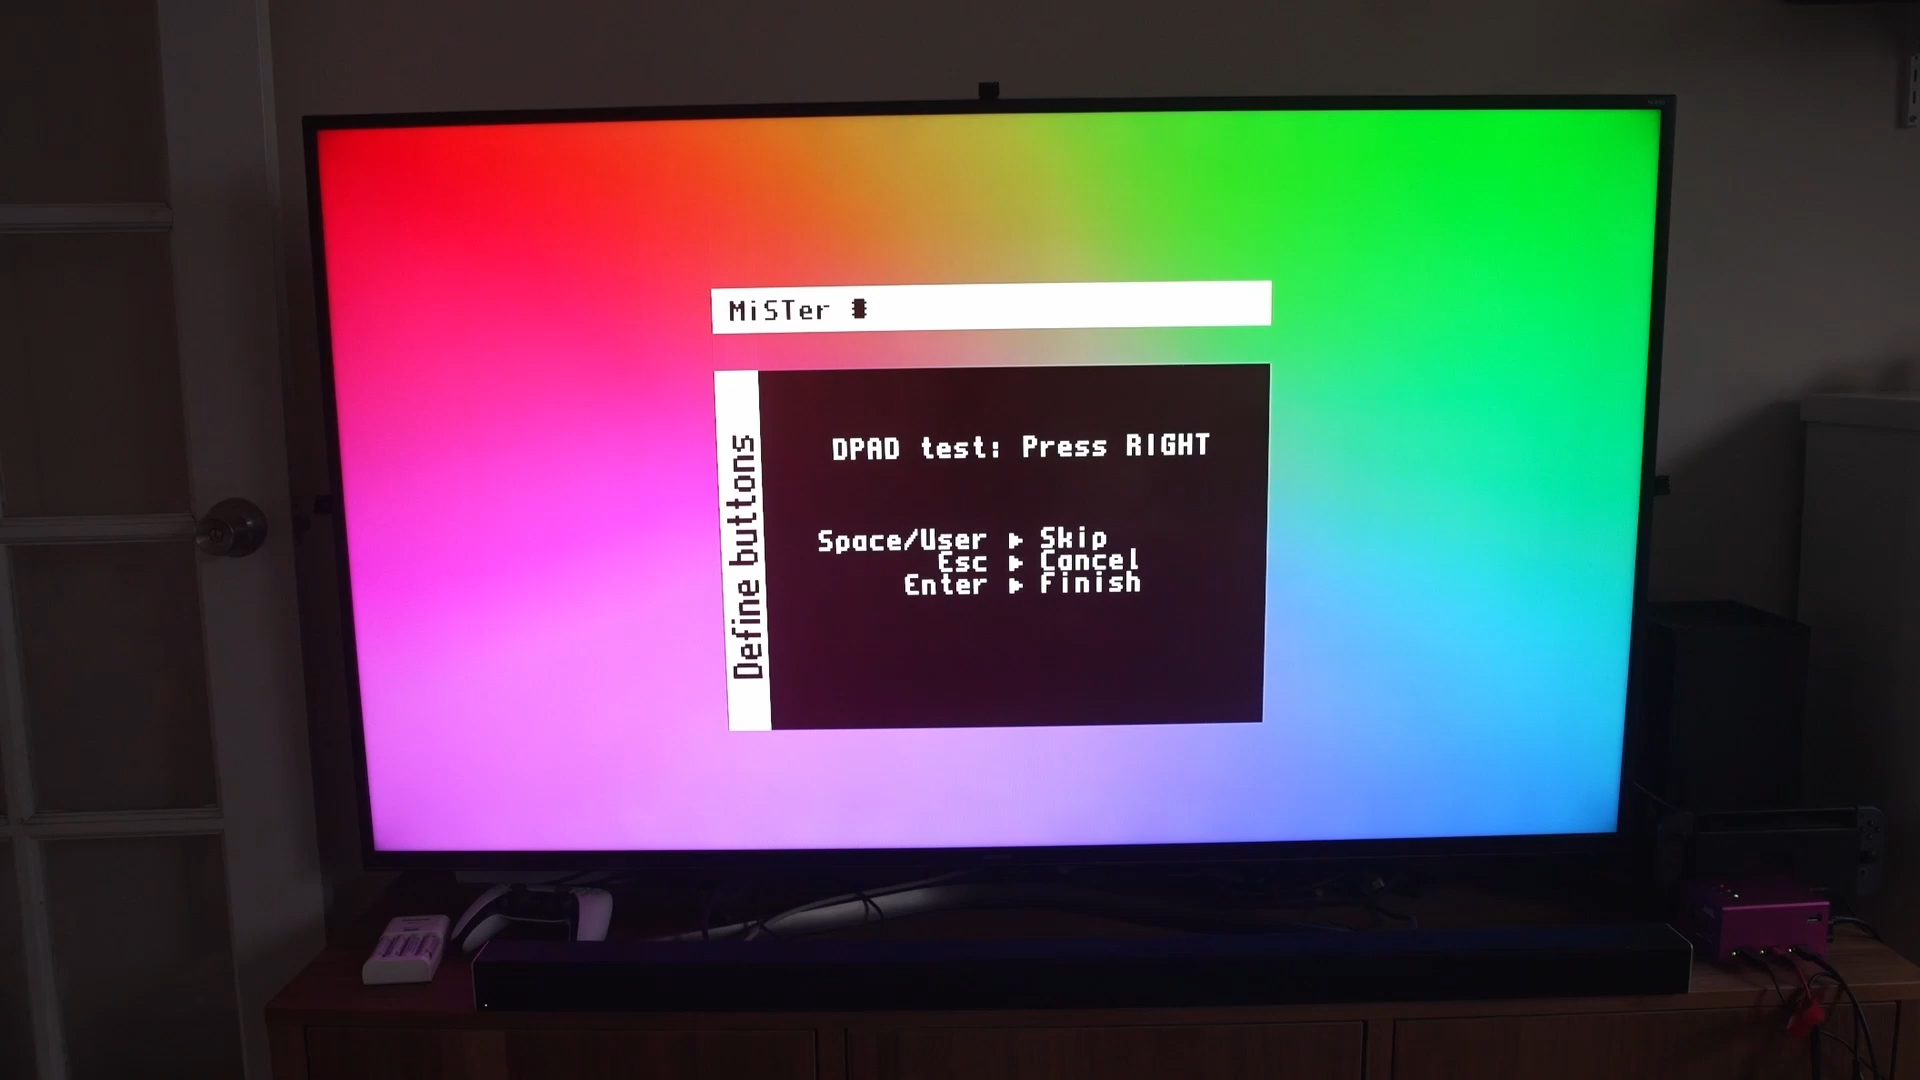 MiSTer
Define buttons
DPAD test: Press RIGHT
Space/User ▸ Skip
Esc ▸ Cancel
Enter ▸ Finish